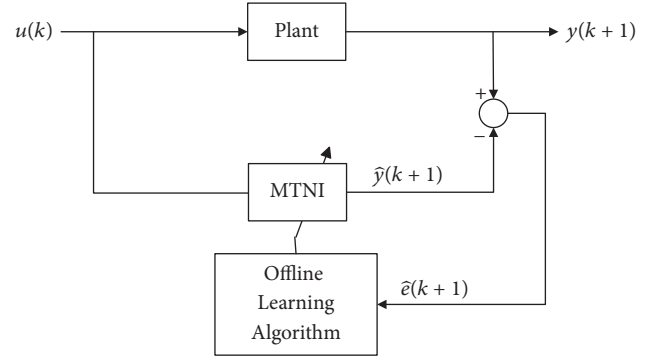 u(k)
Plant
y(k+1)
+
−
MTNI
ŷ(k+1)
Offline
Learning
Algorithm
ê(k+1)